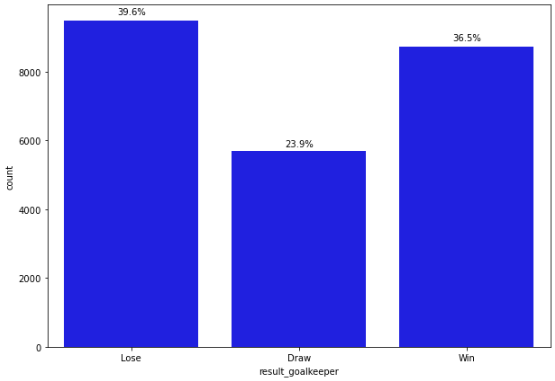 39.6%
36.5%
23.9%
8000
6000
4000
2000
0
count
Lose Draw Win
result_goalkeeper